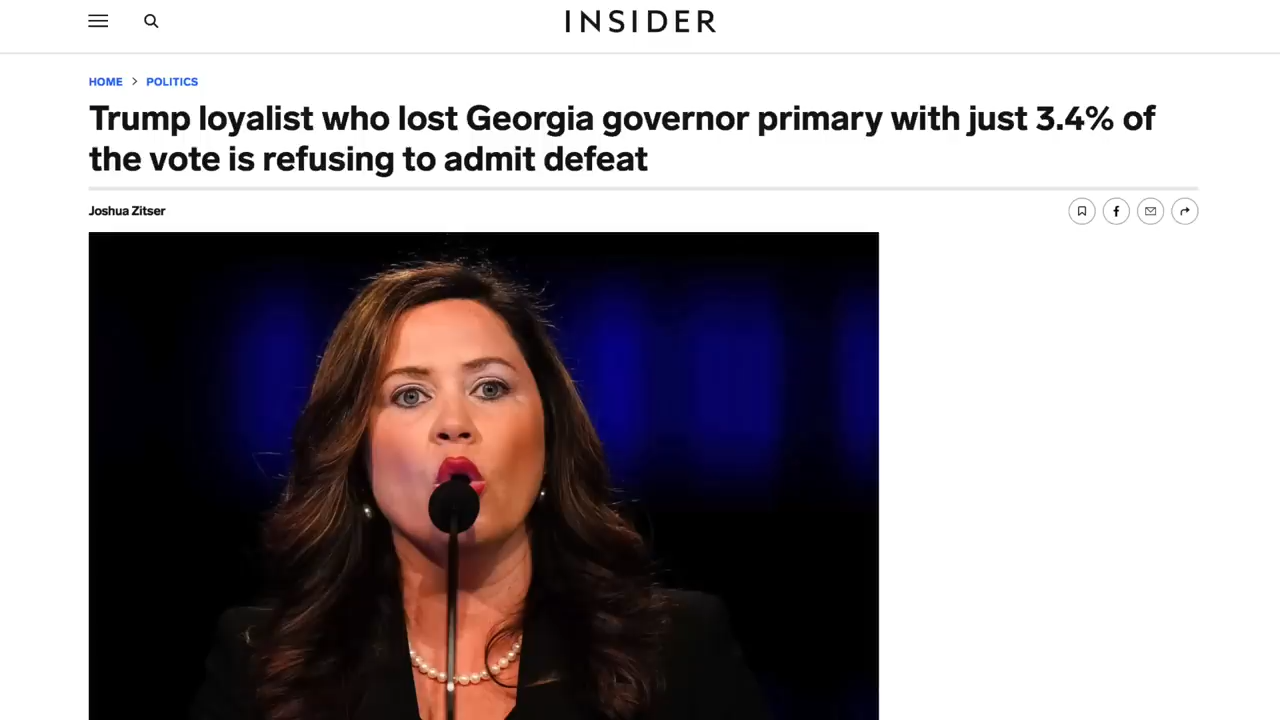 INSIDER
HOME > POLITICS
Trump loyalist who lost Georgia governor primary with just 3.4% of
the vote is refusing to admit defeat
Joshua Zitser